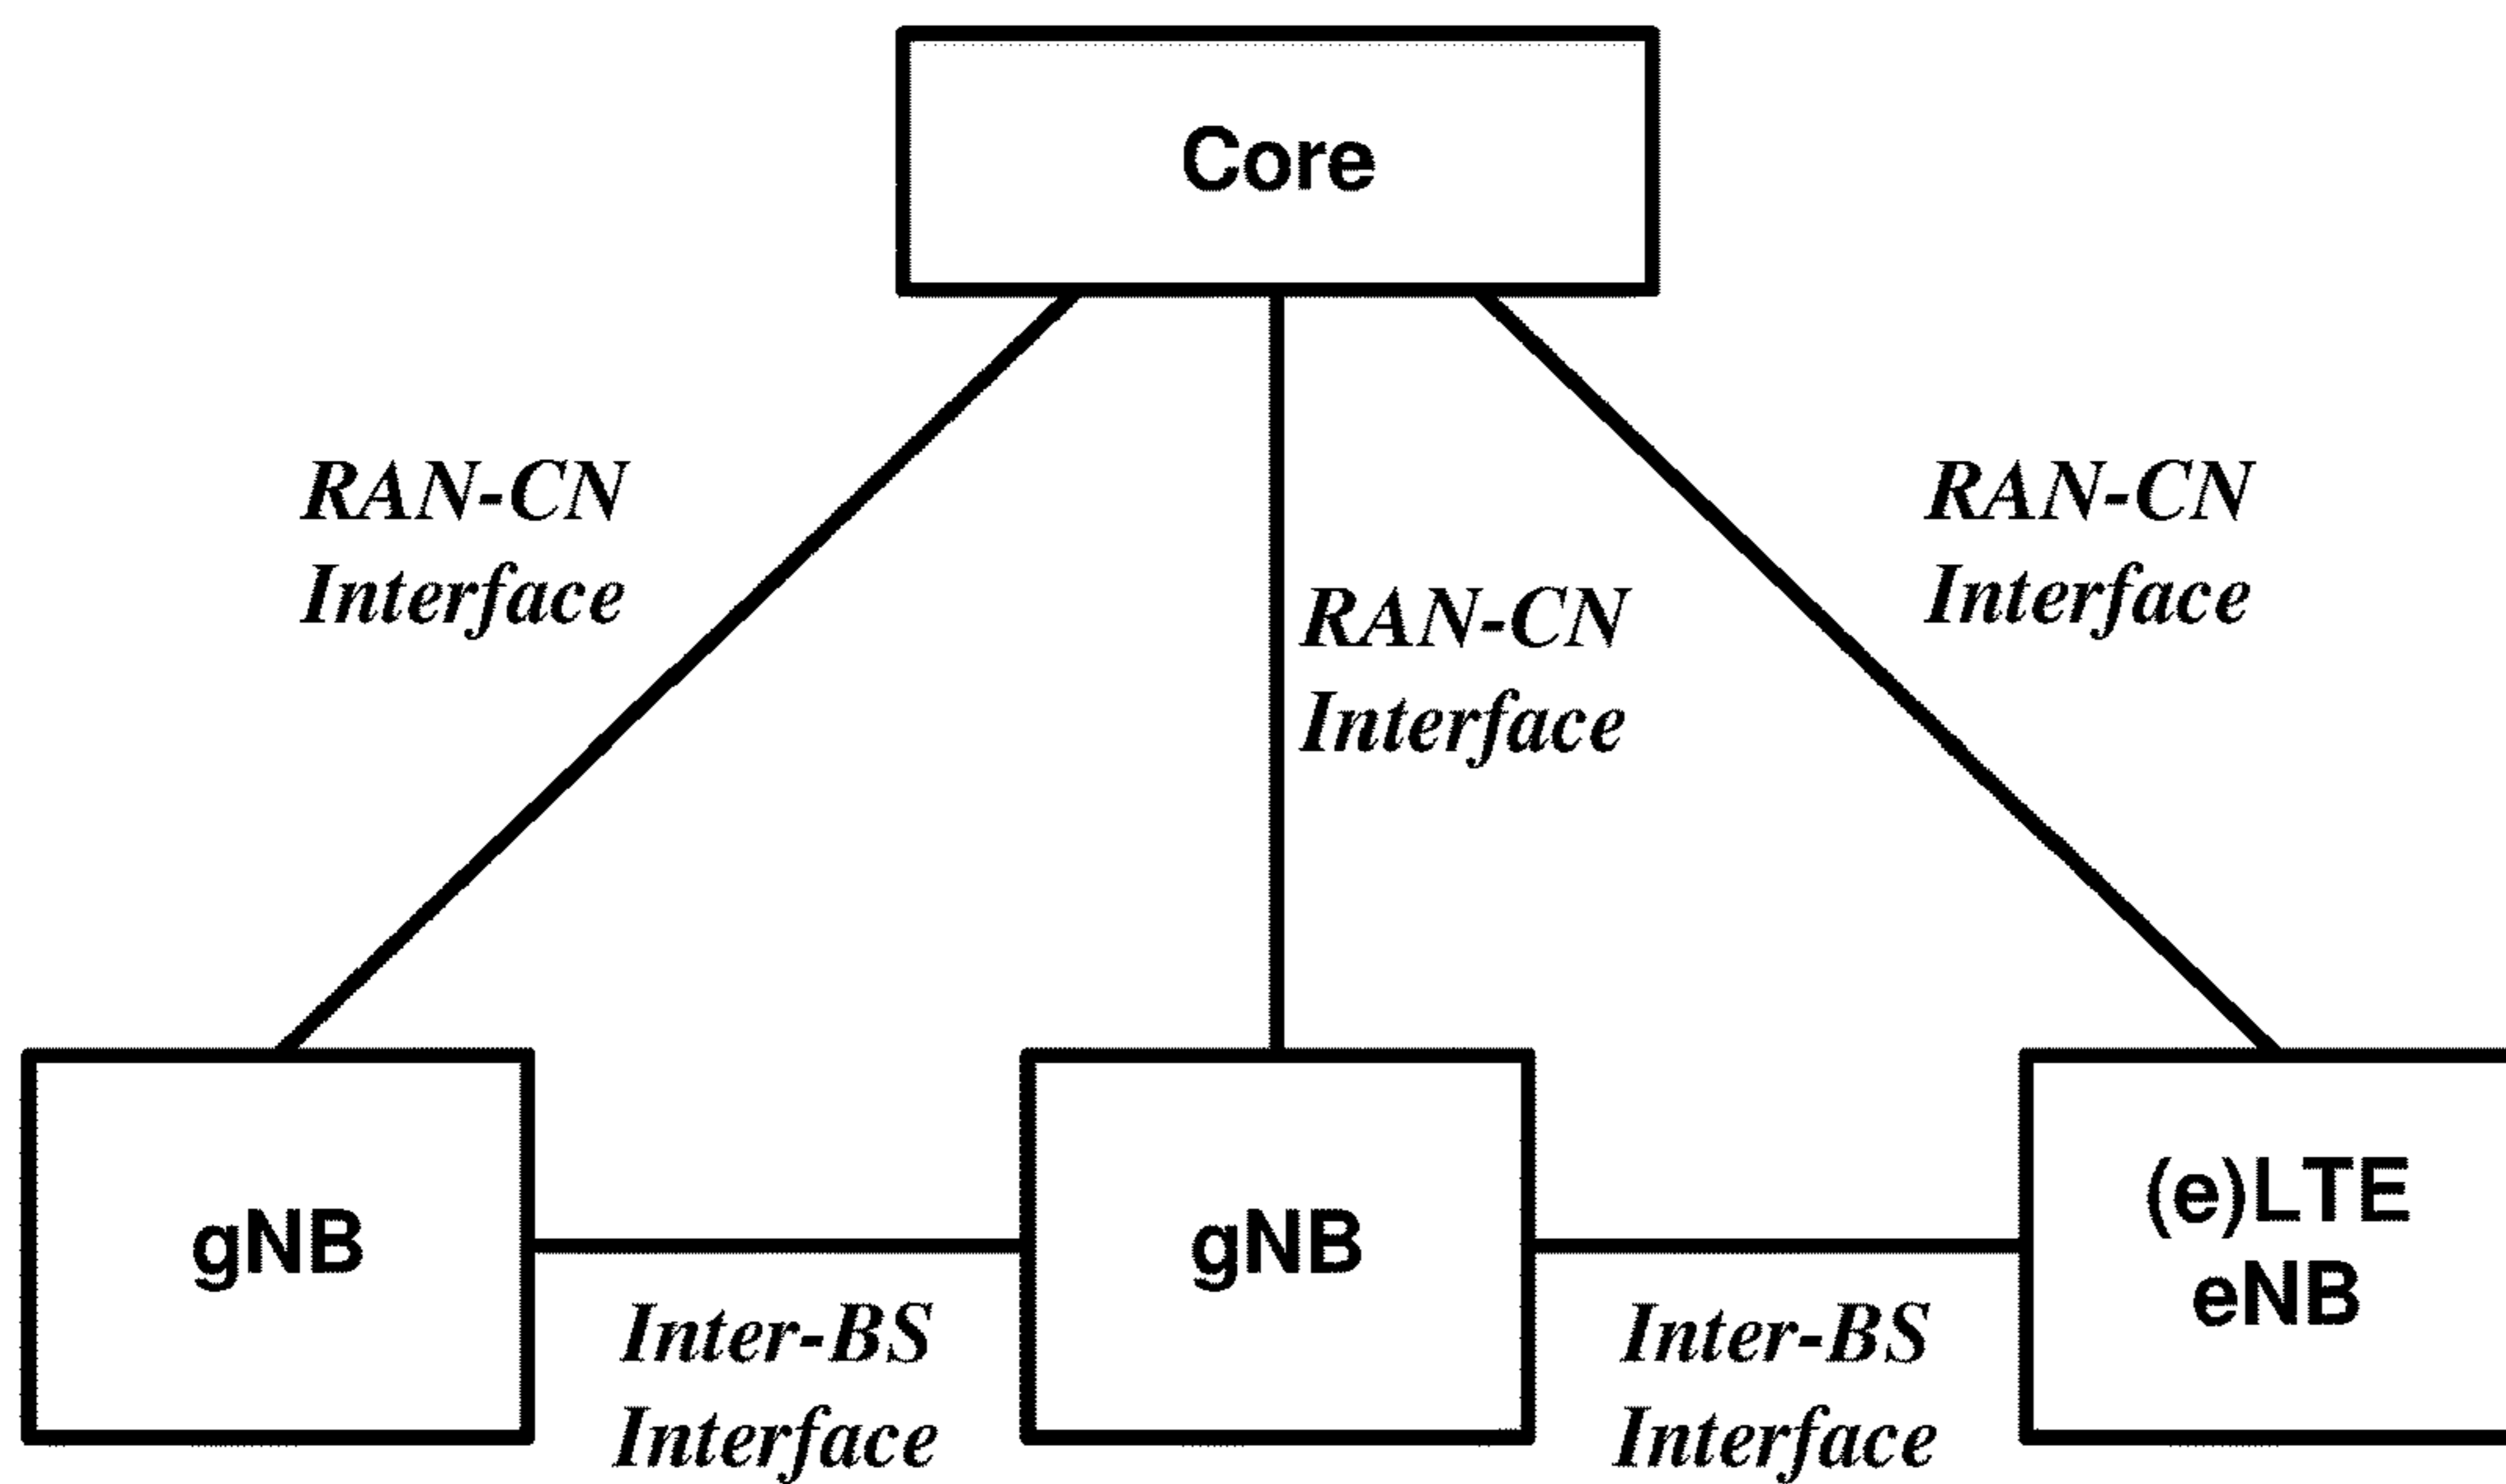 Core
RAN-CN
Interface
RAN-CN
Interface
RAN-CN
Interface
gNB
gNB
(e)LTE
eNB
Inter-BS
Interface
Inter-BS
Interface